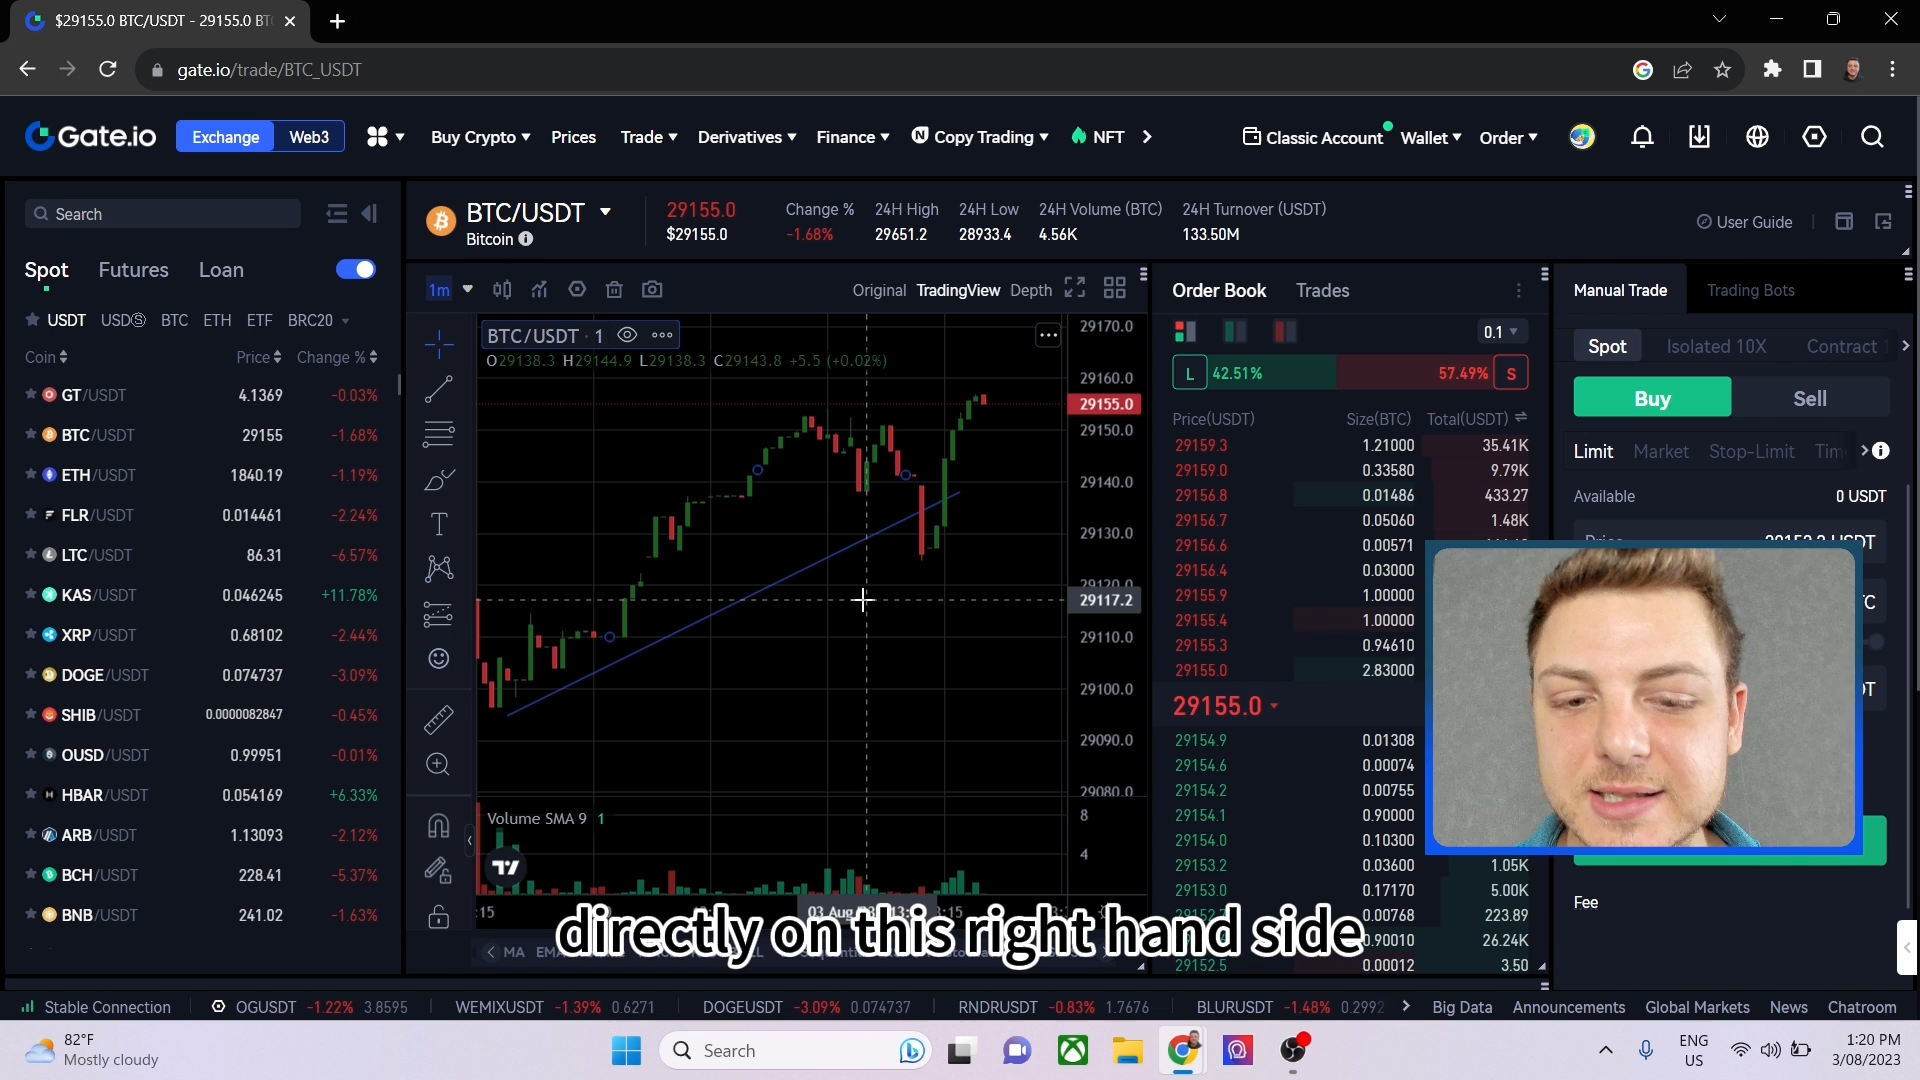 $29155.0 BTC/USDT - 29155.0 BT
gate.io/trade/BTC_USDT
Gate.io Exchange Web3 Buy Crypto Prices Trade Derivatives Finance Copy Trading NFT Classic Account Wallet Order
Search
Spot Futures Loan
USDT USDⓈ BTC ETH ETF BRC20
Coin Price Change %
GT/USDT 4.1369 -0.03%
BTC/USDT 29155 -1.68%
ETH/USDT 1840.19 -1.19%
FLR/USDT 0.014461 -2.24%
LTC/USDT 86.31 -6.57%
KAS/USDT 0.046245 +11.78%
XRP/USDT 0.68102 -2.44%
DOGE/USDT 0.074737 -3.09%
SHIB/USDT 0.0000082847 -0.45%
OUSD/USDT 0.99951 -0.01%
HBAR/USDT 0.054169 +6.33%
ARB/USDT 1.13093 -2.12%
BCH/USDT 228.41 -5.37%
BNB/USDT 241.02 -1.63%
BTC/USDT
Bitcoin
29155.0
$29155.0
Change % 24H High 24H Low 24H Volume (BTC) 24H Turnover (USDT)
-1.68% 29651.2 28933.4 4.56K 133.50M
User Guide
1m Original TradingView Depth
BTC/USDT · 1
O29138.3 H29144.9 L29138.3 C29143.8 +5.5 (+0.02%)
29170.0
29160.0
29155.0
29150.0
29140.0
29130.0
29120.0
29117.2
29110.0
29100.0
29090.0
29080.0
Volume SMA 9 1
8
4
:15 03 Aug :15
MA
Order Book Trades
0.1
L 42.51% 57.49% S
Price(USDT) Size(BTC) Total(USDT)
29159.3 1.21000 35.41K
29159.0 0.33580 9.79K
29156.8 0.01486 433.27
29156.7 0.05060 1.48K
29156.6 0.00571
29156.4 0.03000
29155.9 1.00000
29155.4 1.00000
29155.3 0.94610
29155.0 2.83000
29155.0
29154.9 0.01308
29154.6 0.00074
29154.2 0.00755
29154.1 0.90000
29154.0 0.10300
29153.2 0.03600 1.05K
29153.0 0.17170 5.00K
0.00768 223.89
.90010 26.24K
29152.5 0.00012 3.50
Manual Trade Trading Bots
Spot Isolated 10X Contract
Buy Sell
Limit Market Stop-Limit
Available 0 USDT
Fee
directly on this right hand side
Stable Connection OGUSDT -1.22% 3.8595 WEMIXUSDT -1.39% 0.6271 DOGEUSDT -3.09% 0.074737 RNDRUSDT -0.83% 1.7676 BLURUSDT -1.48% 0.2992 Big Data Announcements Global Markets News Chatroom
82°F
Mostly cloudy
Search
ENG
US
1:20 PM
3/08/2023